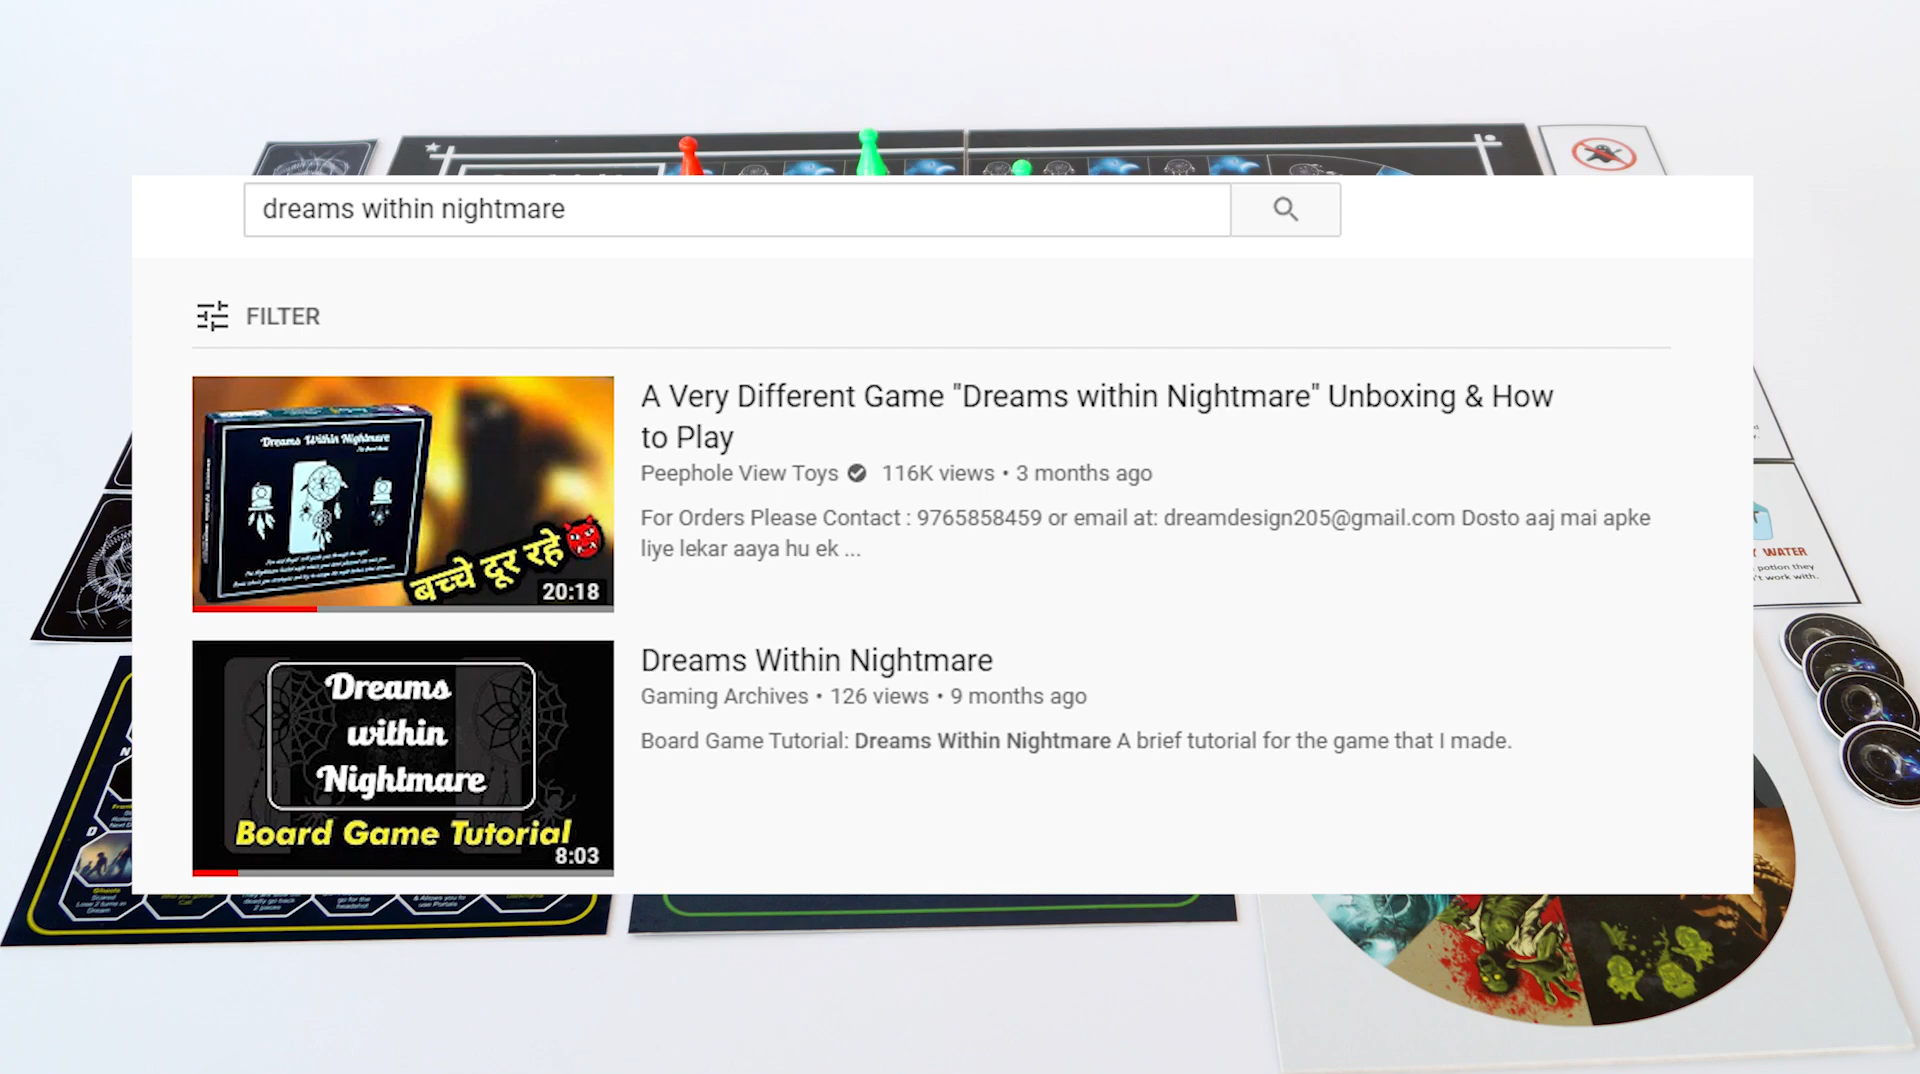 dreams within nightmare
FILTER
A Very Different Game "Dreams within Nightmare" Unboxing & How
to Play
Peephole View Toys 116K views • 3 months ago
For Orders Please Contact : 9765858459 or email at: dreamdesign205@gmail.com Dosto aaj mai apke
liye lekar aaya hu ek ...
Dreams Within Nightmare
बच्चे दूर रहे
20:18
Dreams Within Nightmare
Gaming Archives • 126 views • 9 months ago
Board Game Tutorial: Dreams Within Nightmare A brief tutorial for the game that I made.
Dreams
within
Nightmare
Board Game Tutorial
8:03
WATER
potion they
't work with.